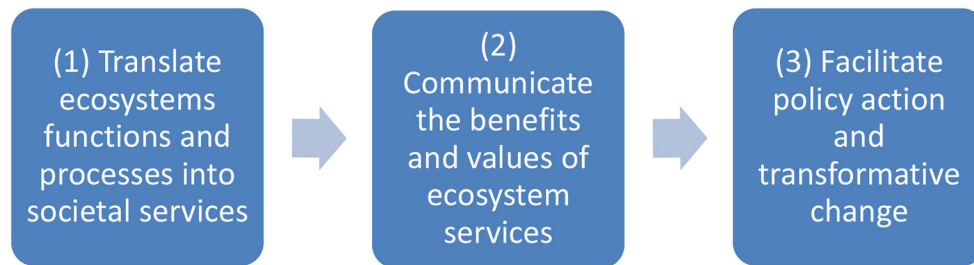 (1) Translate
ecosystems
functions and
processes into
societal services
(2)
Communicate
the benefits
and values of
ecosystem
services
(3) Facilitate
policy action
and
transformative
change